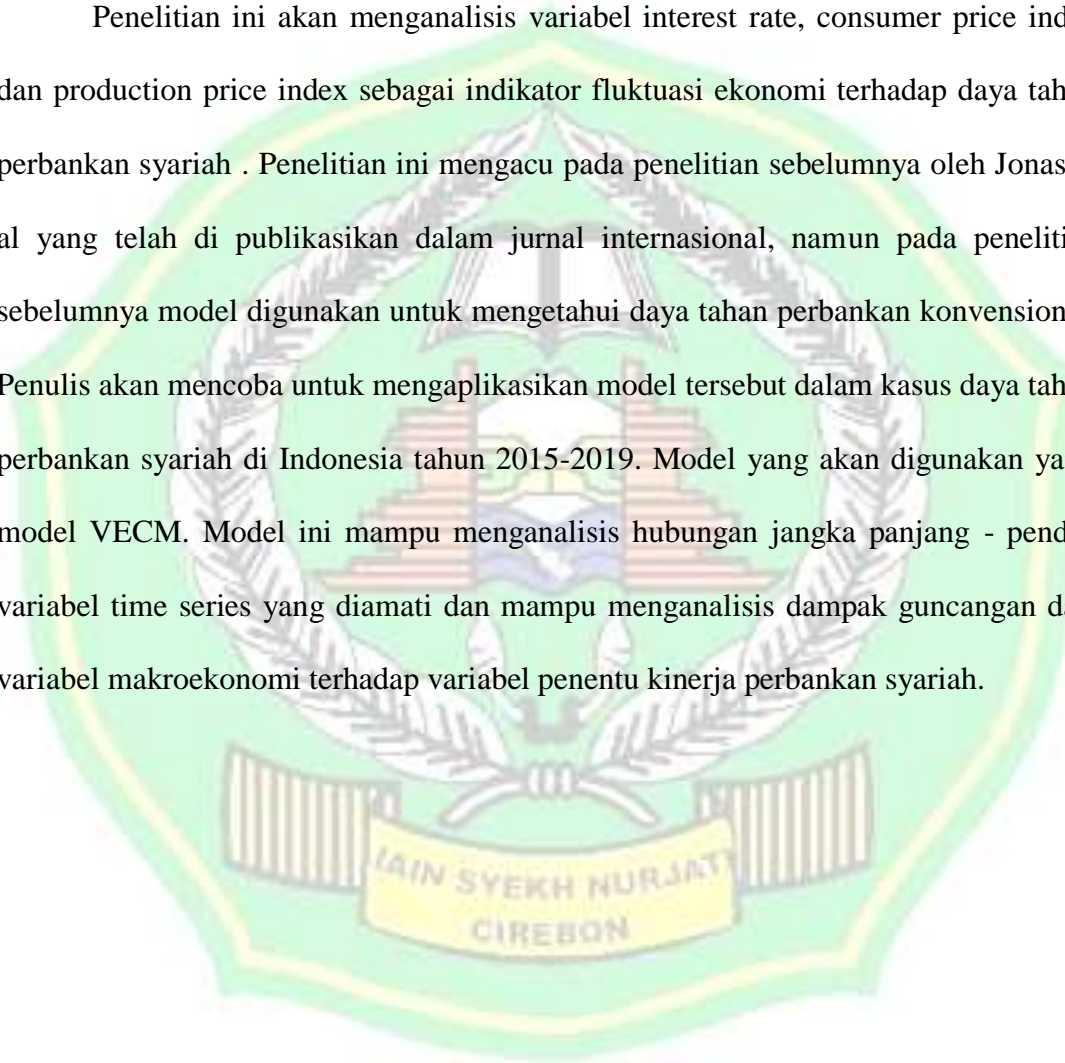 Penelitian ini akan menganalisis variabel interest rate, consumer price ind
dan production price index sebagai indikator fluktuasi ekonomi terhadap daya tah
perbankan syariah . Penelitian ini mengacu pada penelitian sebelumnya oleh Jonas
al yang telah di publikasikan dalam jurnal internasional, namun pada peneliti
sebelumnya model digunakan untuk mengetahui daya tahan perbankan konvension
Penulis akan mencoba untuk mengaplikasikan model tersebut dalam kasus daya tah
perbankan syariah di Indonesia tahun 2015-2019. Model yang akan digunakan ya
model VECM. Model ini mampu menganalisis hubungan jangka panjang - pend
variabel time series yang diamati dan mampu menganalisis dampak guncangan da
variabel makroekonomi terhadap variabel penentu kinerja perbankan syariah.
IAIN SYEKH NURJATI
CIREBON